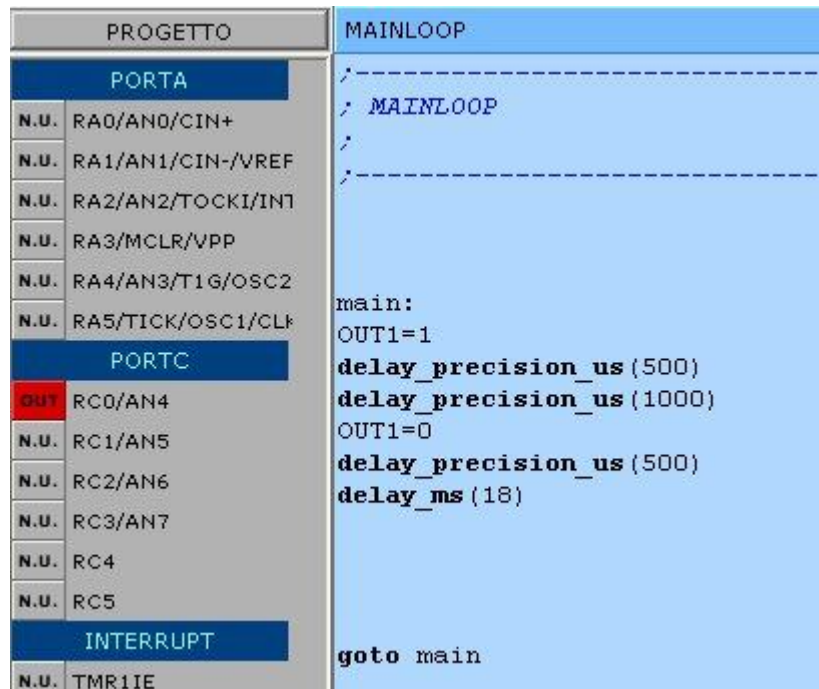 PROGETTO
PORTA
N.U. RA0/AN0/CIN+
N.U. RA1/AN1/CIN-/VREF
N.U. RA2/AN2/TOCKI/INT
N.U. RA3/MCLR/VPP
N.U. RA4/AN3/T1G/OSC2
N.U. RA5/TICK/OSC1/CLK
PORTC
OUT RC0/AN4
N.U. RC1/AN5
N.U. RC2/AN6
N.U. RC3/AN7
N.U. RC4
N.U. RC5
INTERRUPT
N.U. TMR1IE
MAINLOOP
;-----------------------------
; MAINLOOP
;
;-----------------------------
main:
OUT1=1
delay_precision_us(500)
delay_precision_us(1000)
OUT1=0
delay_precision_us(500)
delay_ms(18)
goto main